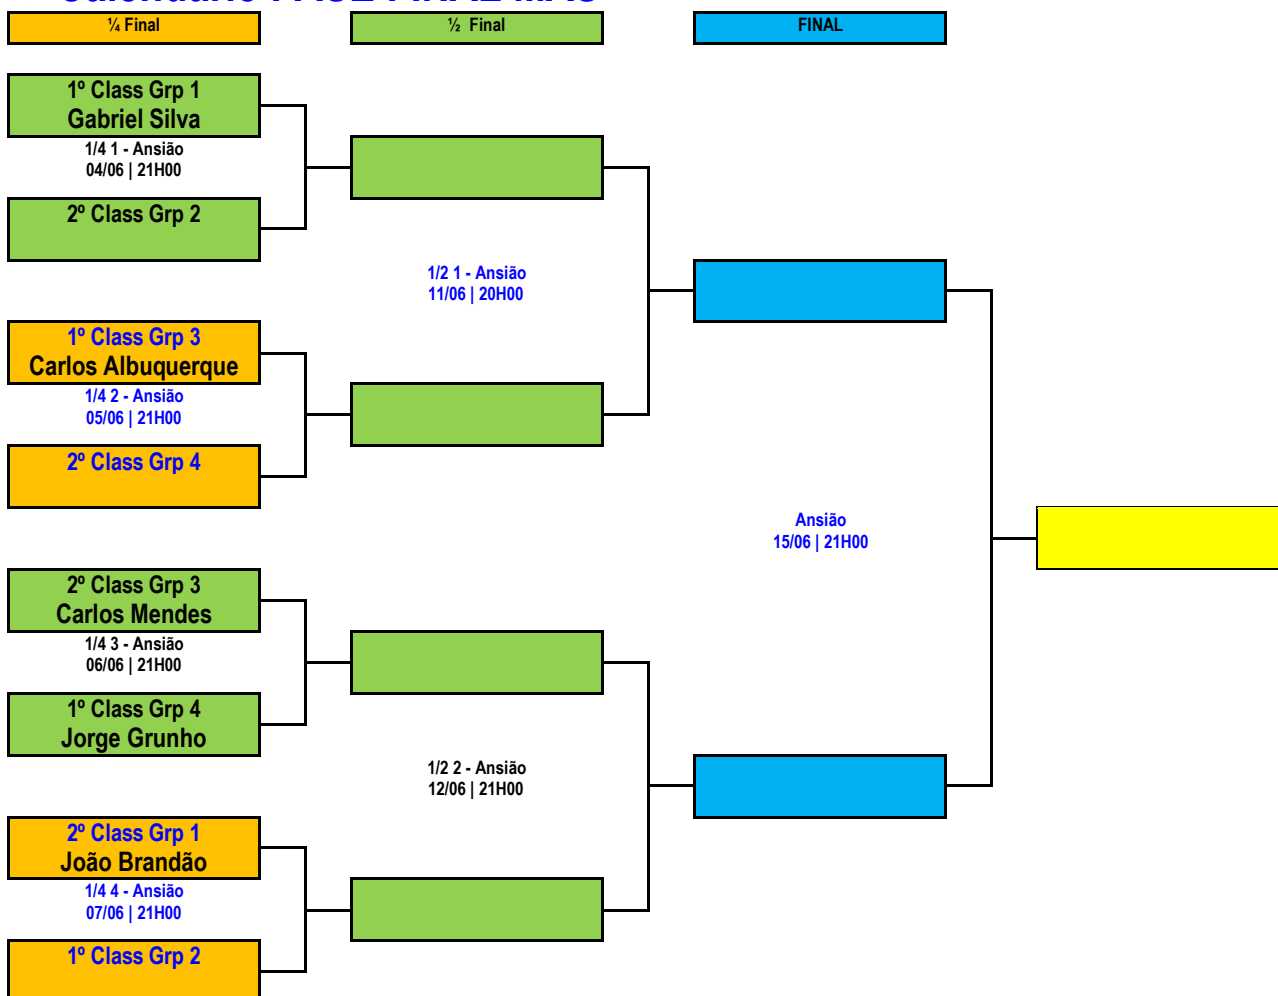 ¼ Final
½ Final
FINAL
1º Class Grp 1
Gabriel Silva
1/4 1 - Ansião
04/06 | 21H00
2º Class Grp 2
1/2 1 - Ansião
11/06 | 20H00
1º Class Grp 3
Carlos Albuquerque
1/4 2 - Ansião
05/06 | 21H00
2º Class Grp 4
Ansião
15/06 | 21H00
2º Class Grp 3
Carlos Mendes
1/4 3 - Ansião
06/06 | 21H00
1º Class Grp 4
Jorge Grunho
1/2 2 - Ansião
12/06 | 21H00
2º Class Grp 1
João Brandão
1/4 4 - Ansião
07/06 | 21H00
1º Class Grp 2